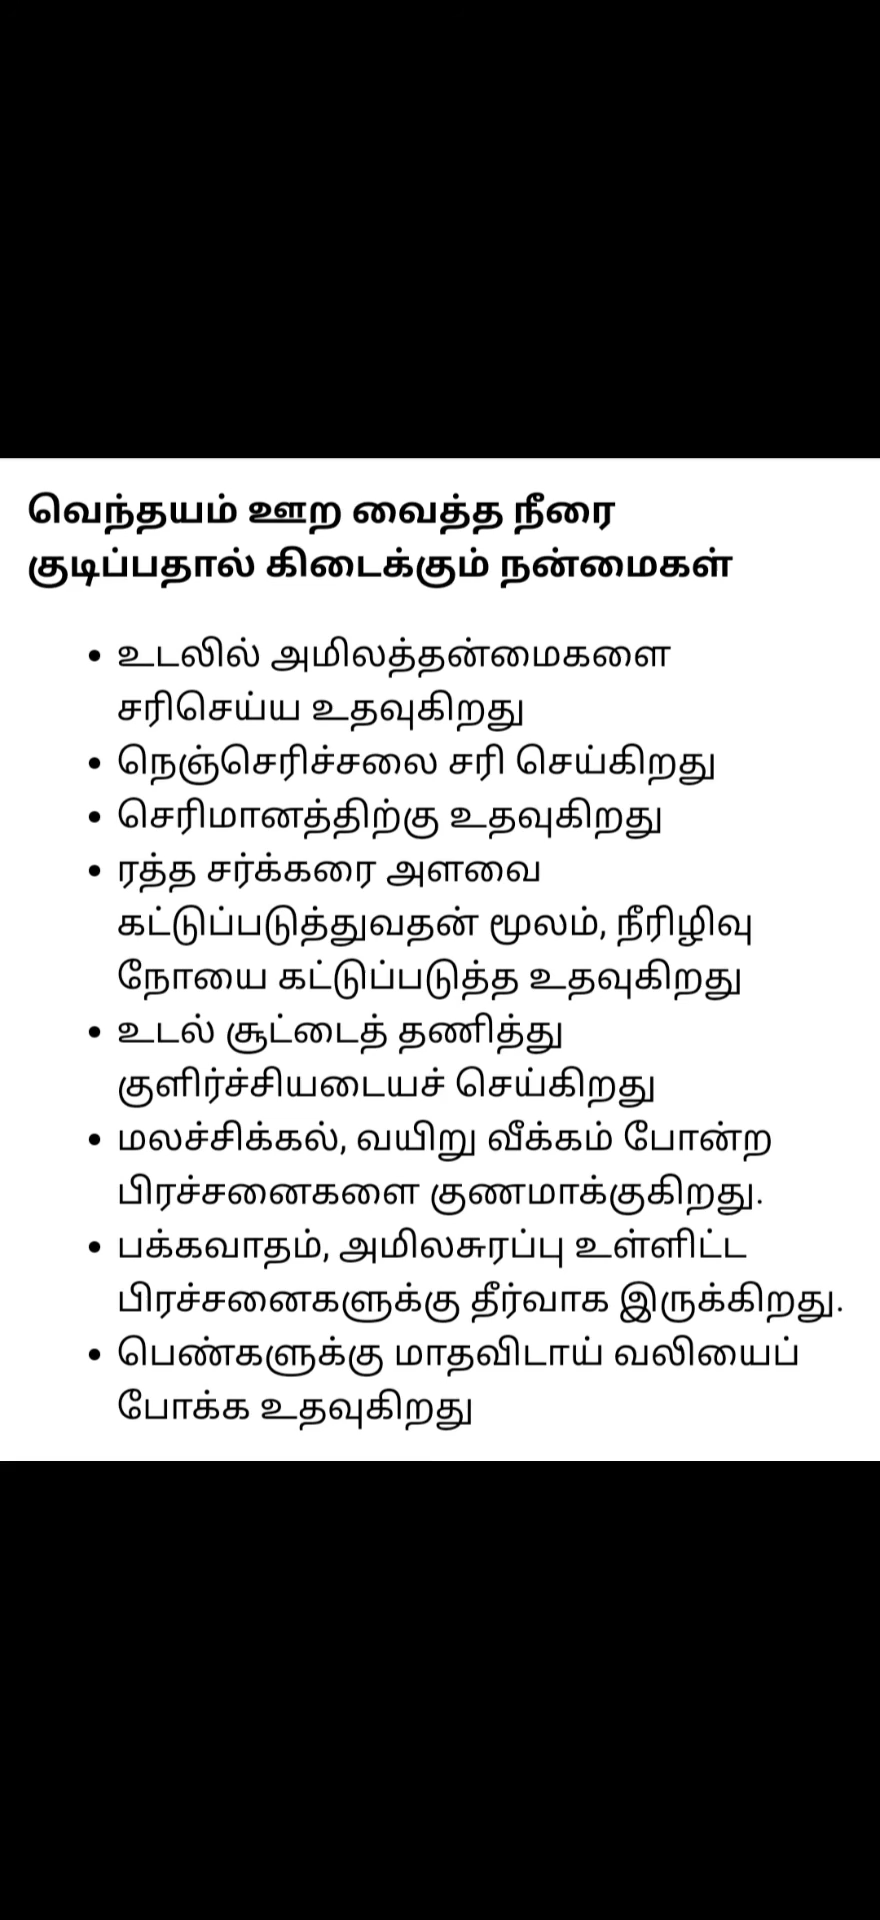 வெந்தயம் ஊற வைத்த நீரை
குடிப்பதால் கிடைக்கும் நன்மைகள்
• உடலில் அமிலத்தன்மைகளை
சரிசெய்ய உதவுகிறது
• நெஞ்செரிச்சலை சரி செய்கிறது
• செரிமானத்திற்கு உதவுகிறது
• ரத்த சர்க்கரை அளவை
கட்டுப்படுத்துவதன் மூலம், நீரிழிவு
நோயை கட்டுப்படுத்த உதவுகிறது
• உடல் சூட்டைத் தணித்து
குளிர்ச்சியடையச் செய்கிறது
• மலச்சிக்கல், வயிறு வீக்கம் போன்ற
பிரச்சனைகளை குணமாக்குகிறது.
• பக்கவாதம், அமிலசுரப்பு உள்ளிட்ட
பிரச்சனைகளுக்கு தீர்வாக இருக்கிறது.
• பெண்களுக்கு மாதவிடாய் வலியைப்
போக்க உதவுகிறது